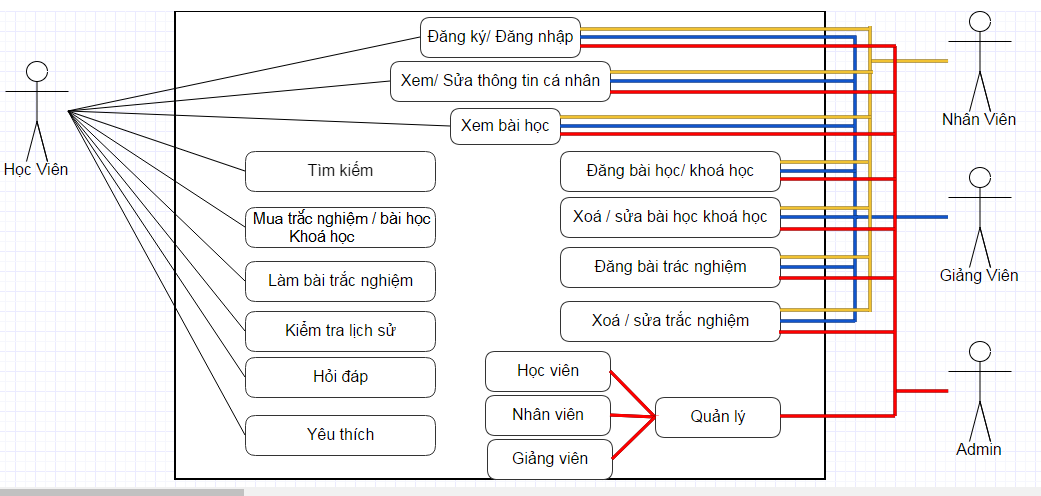 Đăng ký/ Đăng nhập
Xem/ Sửa thông tin cá nhân
Xem bài học
Nhân Viên
Học Viên
Tìm kiếm
Đăng bài học/ khoá học
Mua trắc nghiệm / bài học
Khoá học
Xoá / sửa bài học khoá học
Làm bài trắc nghiệm
Đăng bài trác nghiệm
Giảng Viên
Kiểm tra lịch sử
Xoá / sửa trắc nghiệm
Hỏi đáp
Học viên
Nhân viên
Quản lý
Yêu thích
Giảng viên
Admin